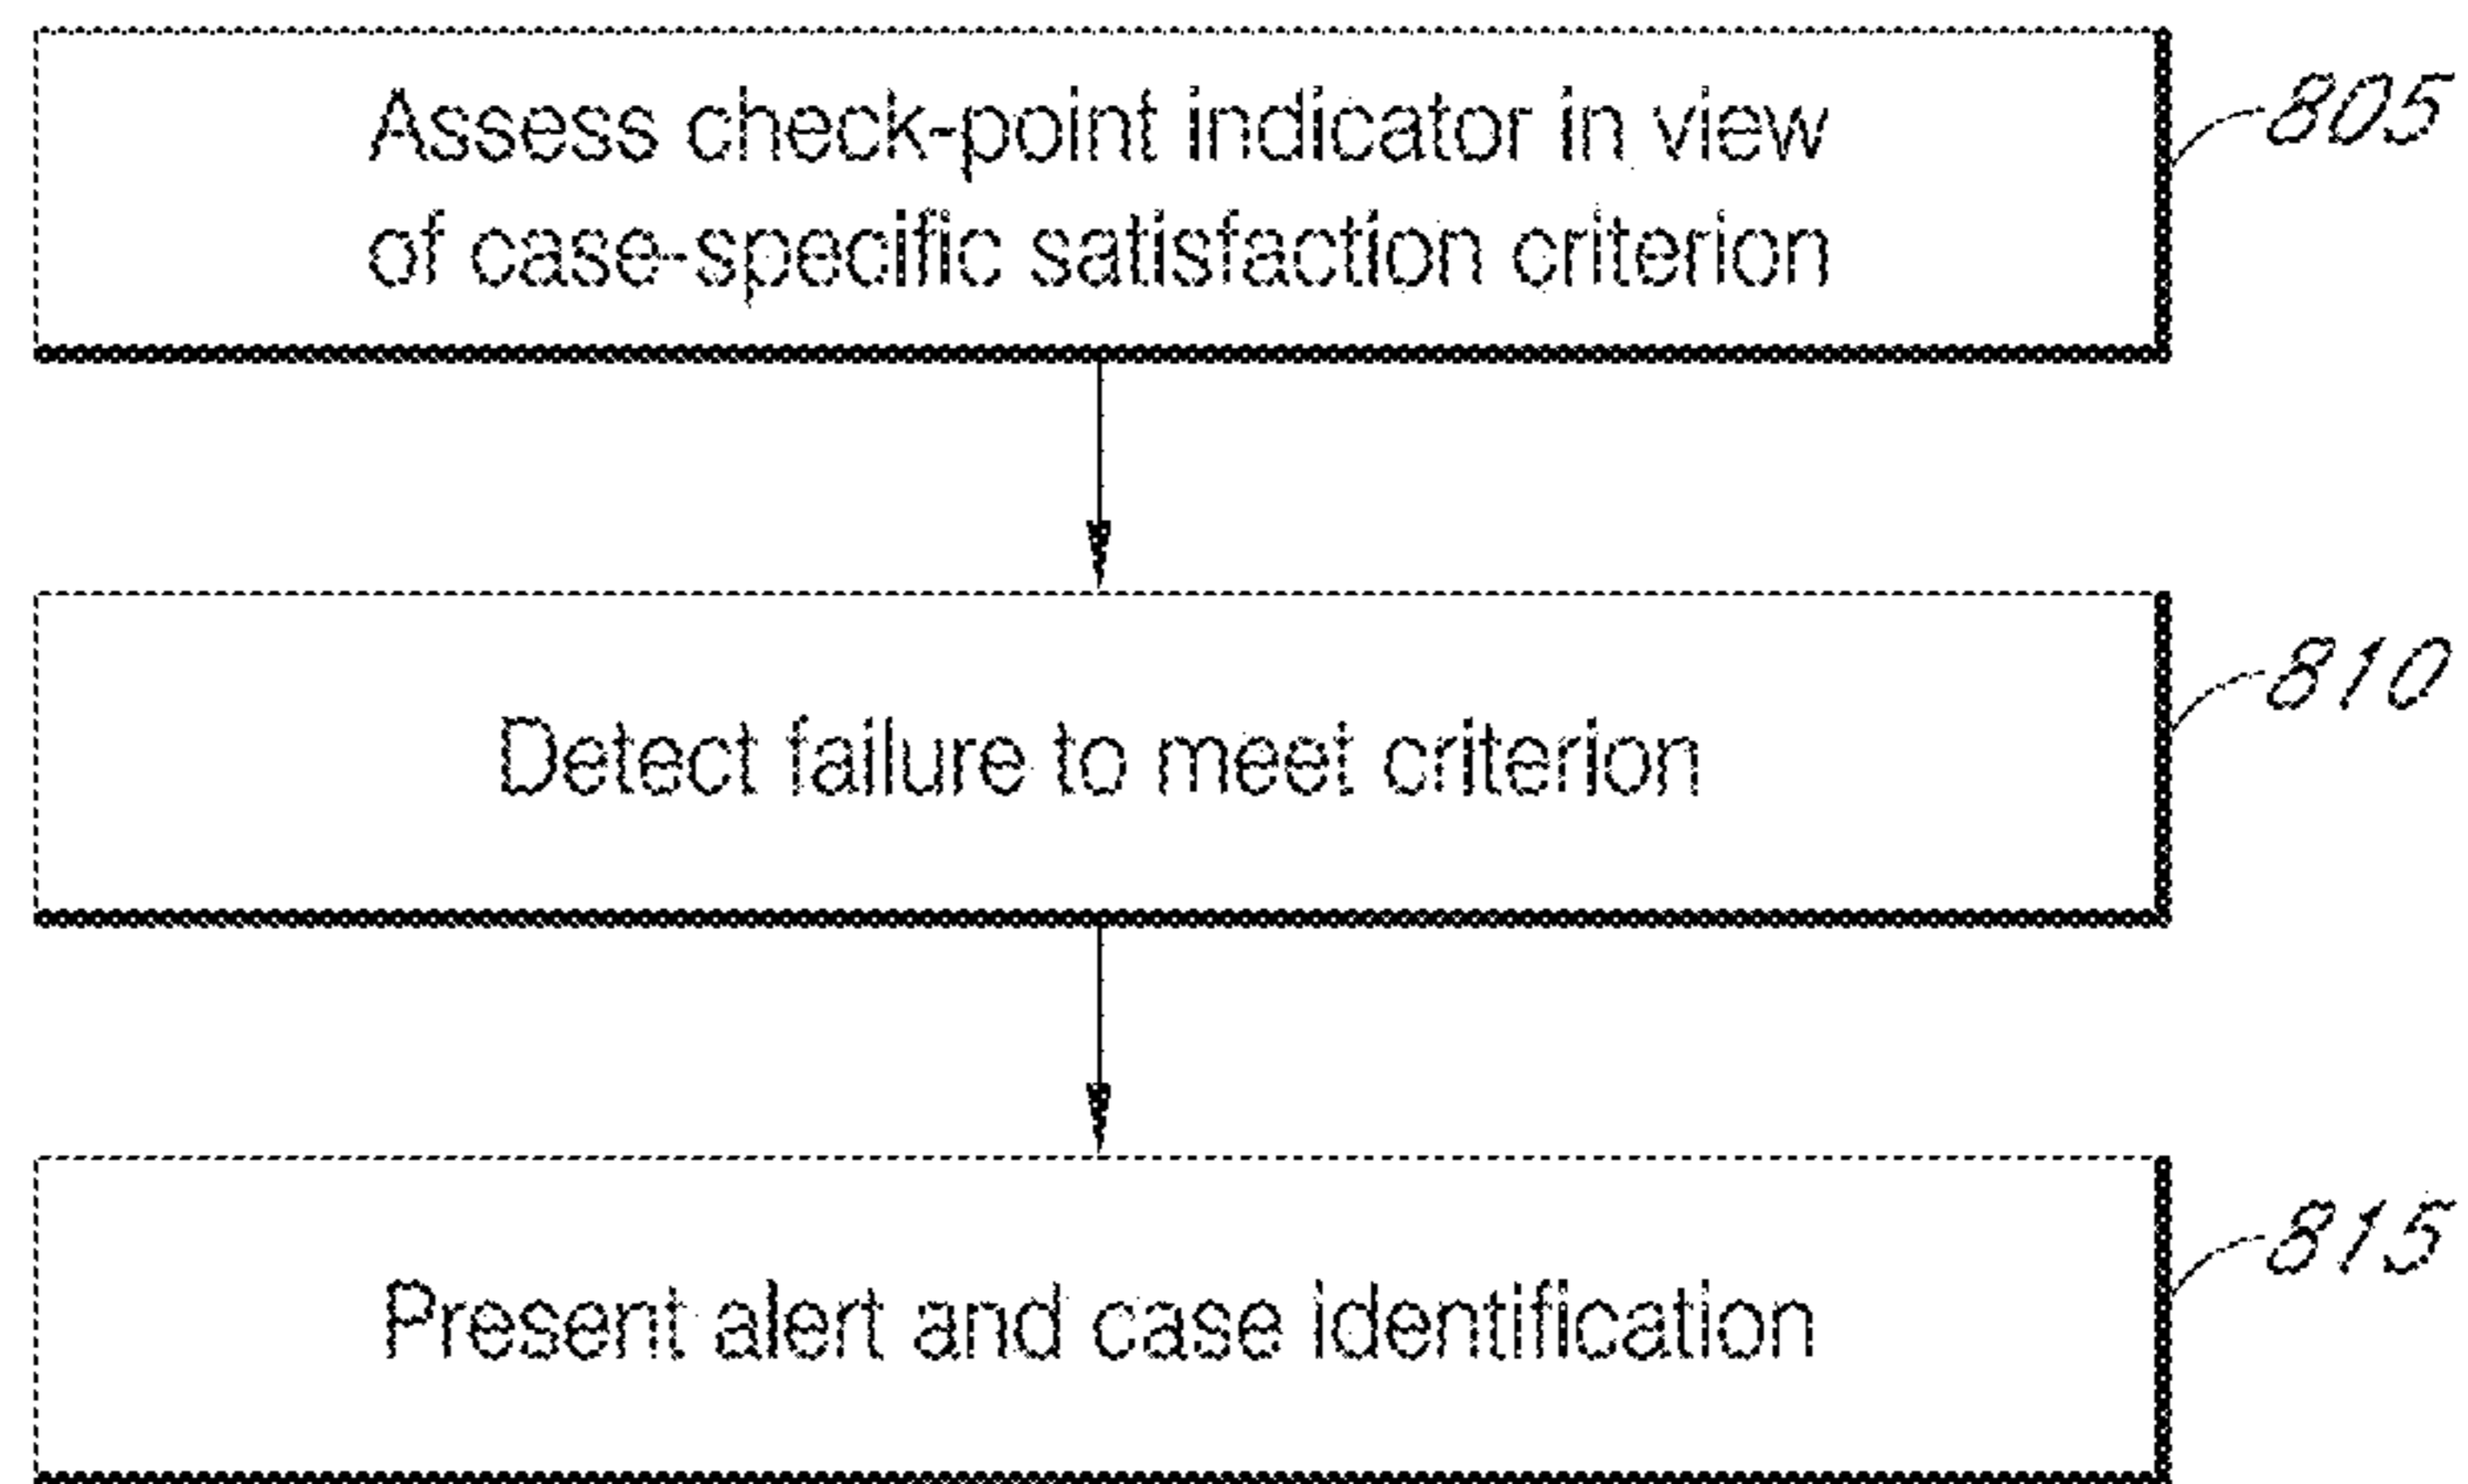 Assess check-point indicator in view
of case-specific satisfaction criterion
805
Detect failure to meet criterion
810
Present alert and case identification
815